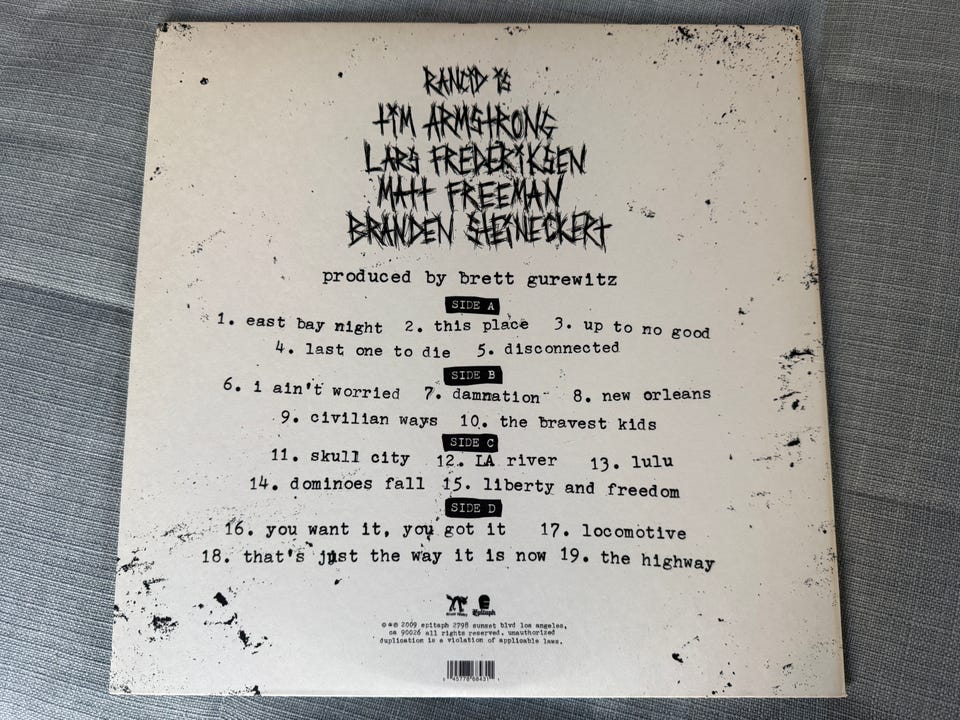 RANCID is
tiM ARMSTRONG
LARS FREDERiKSEN
MAtt FREEMAN
BRANDEN StEiNECKERt
produced by brett gurewitz
SIDE A
1. east bay night 2. this place 3. up to no good
4. last one to die 5. disconnected
SIDE B
6. i ain't worried 7. damnation 8. new orleans
9. civilian ways 10. the bravest kids
SIDE C
11. skull city 12. LA river 13. lulu
14. dominoes fall 15. liberty and freedom
SIDE D
16. you want it, you got it 17. locomotive
18. that's just the way it is now 19. the highway
Epitaph
©℗ 2009 epitaph 2798 sunset blvd los angeles,
ca 90026 all rights reserved. unauthorized
duplication is a violation of applicable laws.